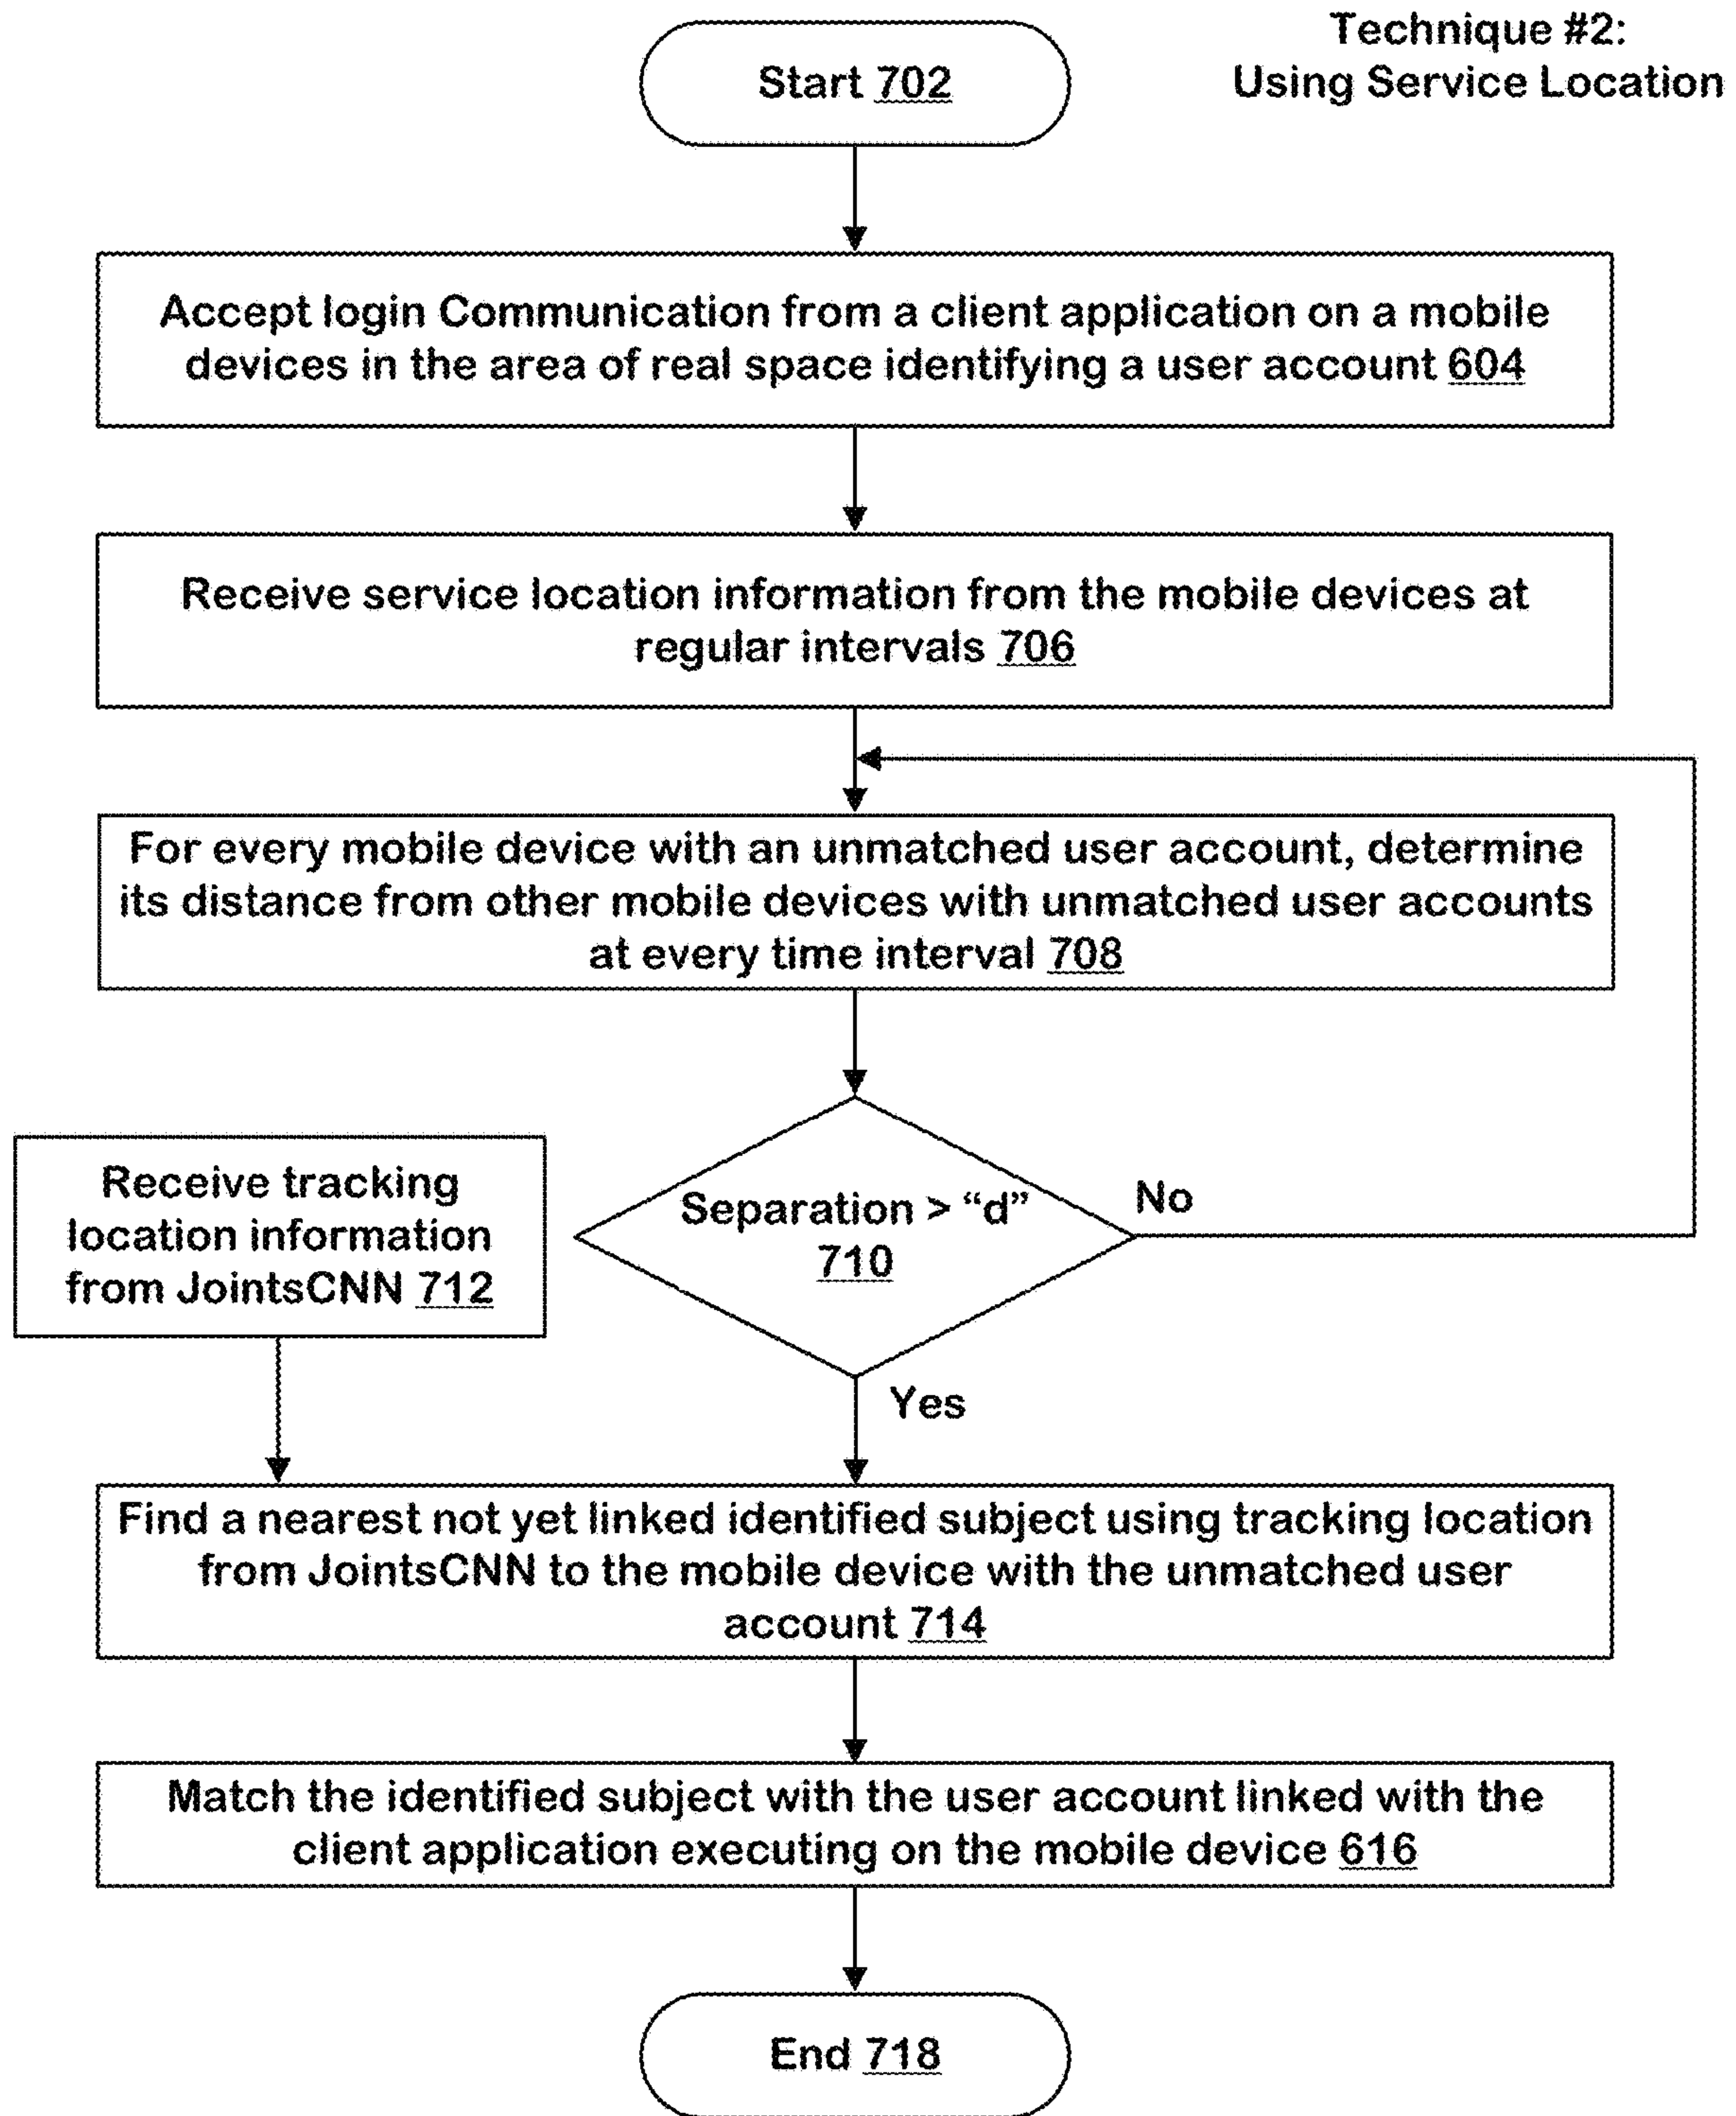 Technique #2:
Using Service Location
Start 702
Accept login Communication from a client application on a mobile
devices in the area of real space identifying a user account 604
Receive service location information from the mobile devices at
regular intervals 706
For every mobile device with an unmatched user account, determine
its distance from other mobile devices with unmatched user accounts
at every time interval 708
Separation > “d”
710
No
Receive tracking
location information
from JointsCNN 712
Yes
Find a nearest not yet linked identified subject using tracking location
from JointsCNN to the mobile device with the unmatched user
account 714
Match the identified subject with the user account linked with the
client application executing on the mobile device 616
End 718